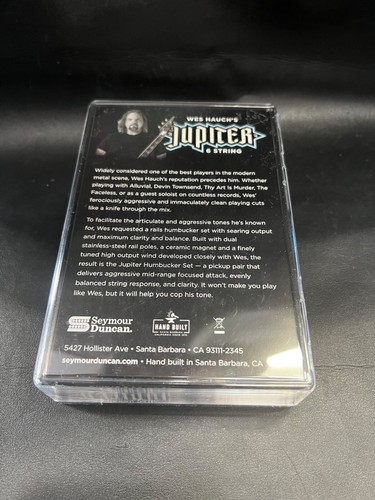 WES HAUCH'S
JUPITER
6 STRING
Widely considered one of the best players in the modern
metal scene, Wes Hauch's reputation precedes him. Whether
playing with Alluvial, Devin Townsend, Thy Art Is Murder, The
Faceless, or as a guest soloist on countless records, Wes'
ferociously aggressive and immaculately clean playing cuts
like a knife through the mix.
To facilitate the articulate and aggressive tones he's known
for, Wes requested a rails humbucker set with searing output
and maximum clarity and balance. Built with dual
stainless-steel rail poles, a ceramic magnet and a finely
tuned high output wind developed closely with Wes, the
result is the Jupiter Humbucker Set — a pickup pair that
delivers aggressive mid-range focused attack, evenly
balanced string response, and clarity. It won't make you play
like Wes, but it will help you cop his tone.
Seymour
Duncan.
HAND BUILT
5427 Hollister Ave • Santa Barbara • CA 93111-2345
seymourduncan.com • Hand built in Santa Barbara, CA